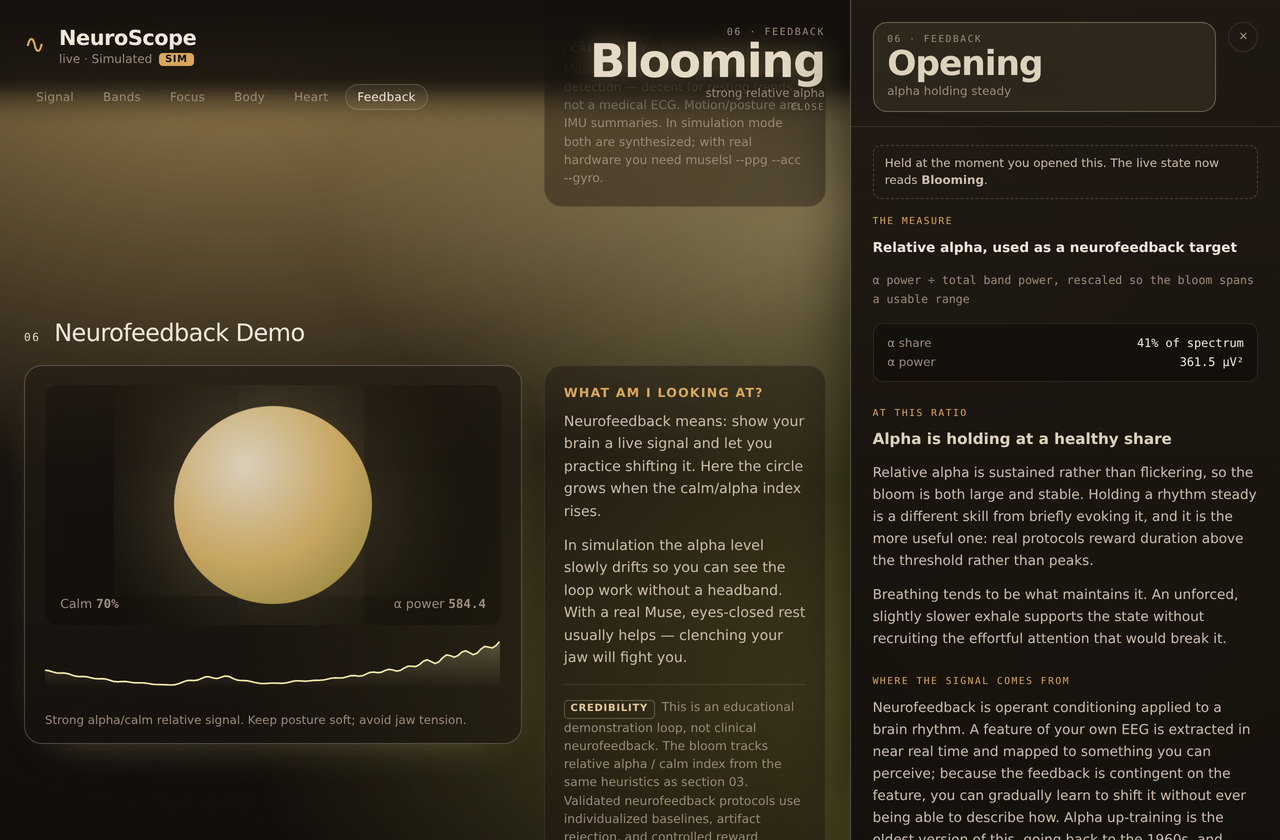 ∿ NeuroScope
live · Simulated SIM
Signal Bands Focus Body Heart Feedback
06 · FEEDBACK
Blooming
strong relative alpha
CLOSE
not a medical ECG. Motion/posture are
IMU summaries. In simulation mode
both are synthesized; with real
hardware you need muselsl --ppg --acc
--gyro.
06 Neurofeedback Demo
Calm 70%
α power 584.4
Strong alpha/calm relative signal. Keep posture soft; avoid jaw tension.
WHAT AM I LOOKING AT?
Neurofeedback means: show your
brain a live signal and let you
practice shifting it. Here the circle
grows when the calm/alpha index
rises.
In simulation the alpha level
slowly drifts so you can see the
loop work without a headband.
With a real Muse, eyes-closed rest
usually helps — clenching your
jaw will fight you.
CREDIBILITY This is an educational
demonstration loop, not clinical
neurofeedback. The bloom tracks
relative alpha / calm index from the
same heuristics as section 03.
Validated neurofeedback protocols use
individualized baselines, artifact
rejection, and controlled reward
06 · FEEDBACK
Opening
alpha holding steady
×
Held at the moment you opened this. The live state now
reads Blooming.
THE MEASURE
Relative alpha, used as a neurofeedback target
α power ÷ total band power, rescaled so the bloom spans
a usable range
α share 41% of spectrum
α power 361.5 µV²
AT THIS RATIO
Alpha is holding at a healthy share
Relative alpha is sustained rather than flickering, so the
bloom is both large and stable. Holding a rhythm steady
is a different skill from briefly evoking it, and it is the
more useful one: real protocols reward duration above
the threshold rather than peaks.
Breathing tends to be what maintains it. An unforced,
slightly slower exhale supports the state without
recruiting the effortful attention that would break it.
WHERE THE SIGNAL COMES FROM
Neurofeedback is operant conditioning applied to a
brain rhythm. A feature of your own EEG is extracted in
near real time and mapped to something you can
perceive; because the feedback is contingent on the
feature, you can gradually learn to shift it without ever
being able to describe how. Alpha up-training is the
oldest version of this, going back to the 1960s, and